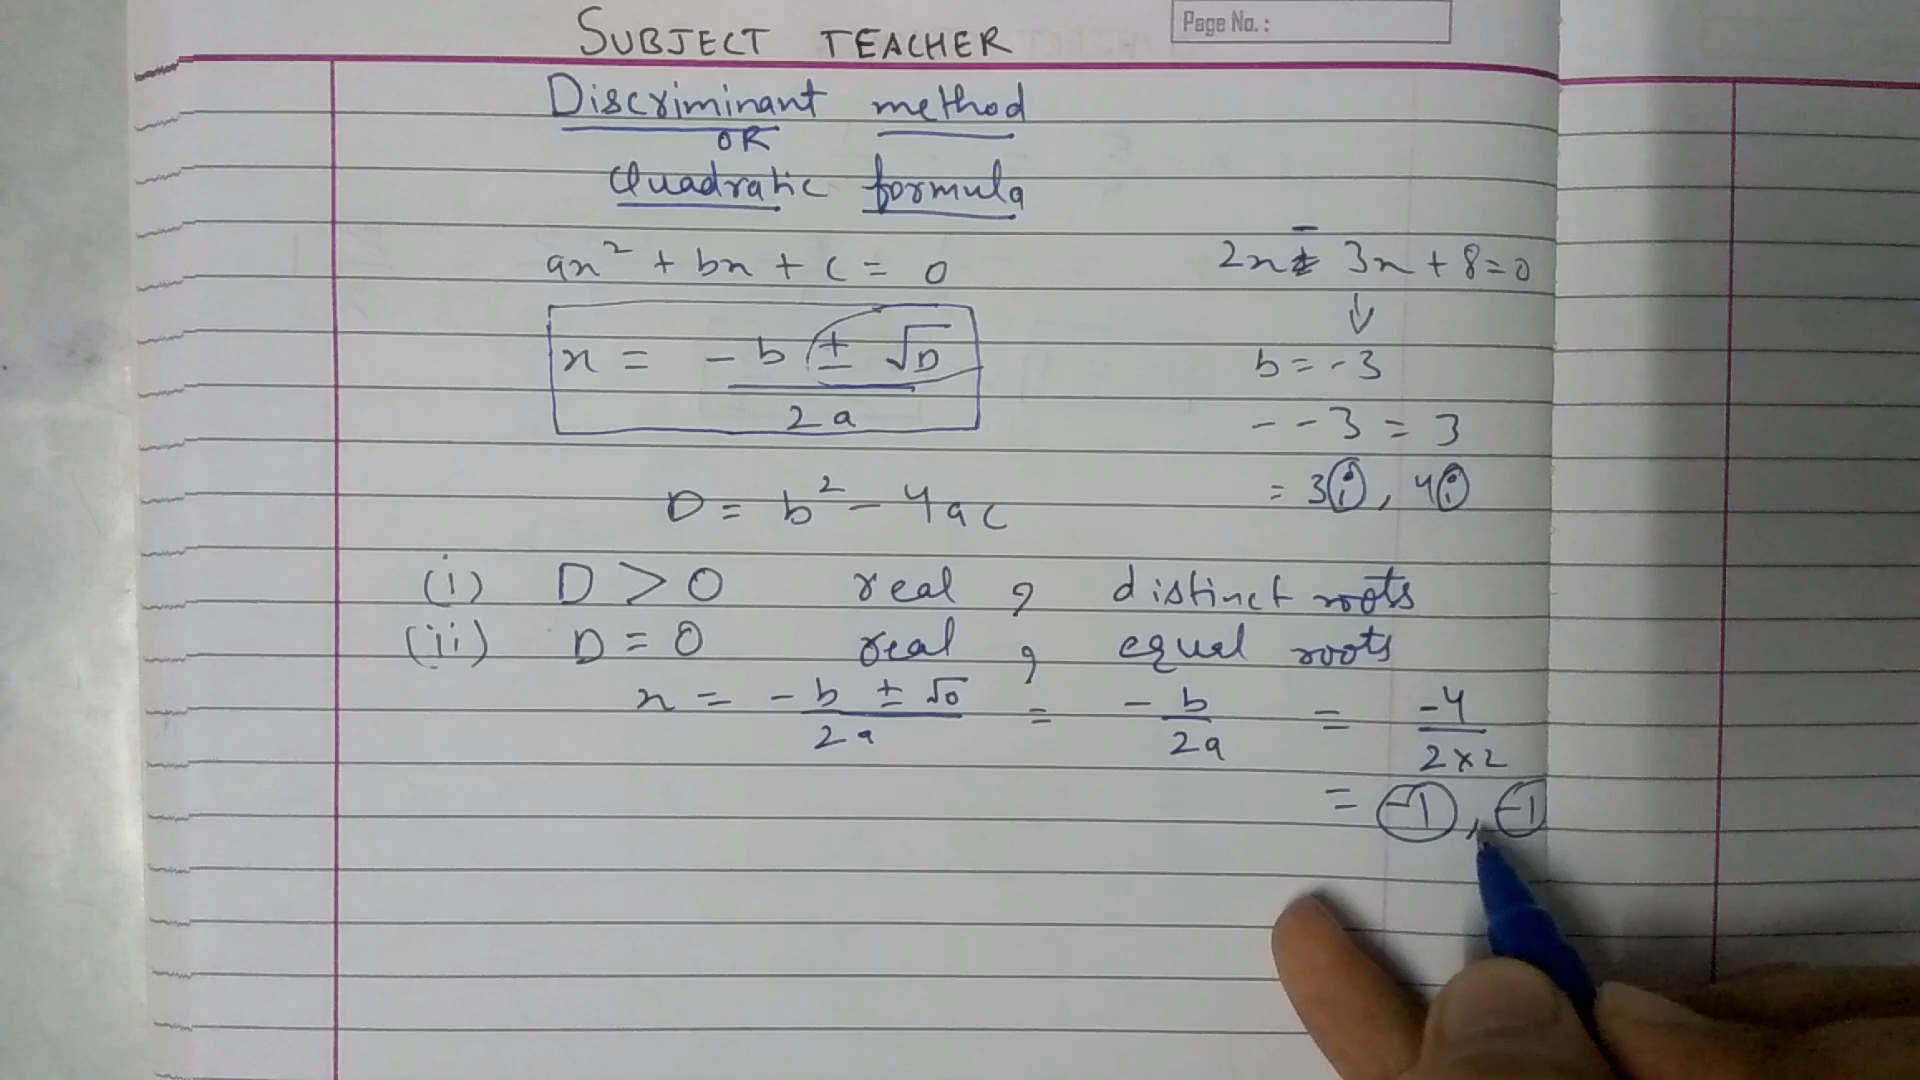 SUBJECT TEACHER
Page No.:
Discriminant method
OR
Quadratic formula
ax² + bx + c = 0
x = -b ± √D / 2a
D = b² - 4ac
2x - 3x + 8 = 0
↓
b = -3
- -3 = 3
= 3i, 4i
(i) D > 0 real, distinct roots
(ii) D = 0 real, equal roots
x = -b ± √0 / 2a = -b / 2a = -4 / 2×2
= -1, -1